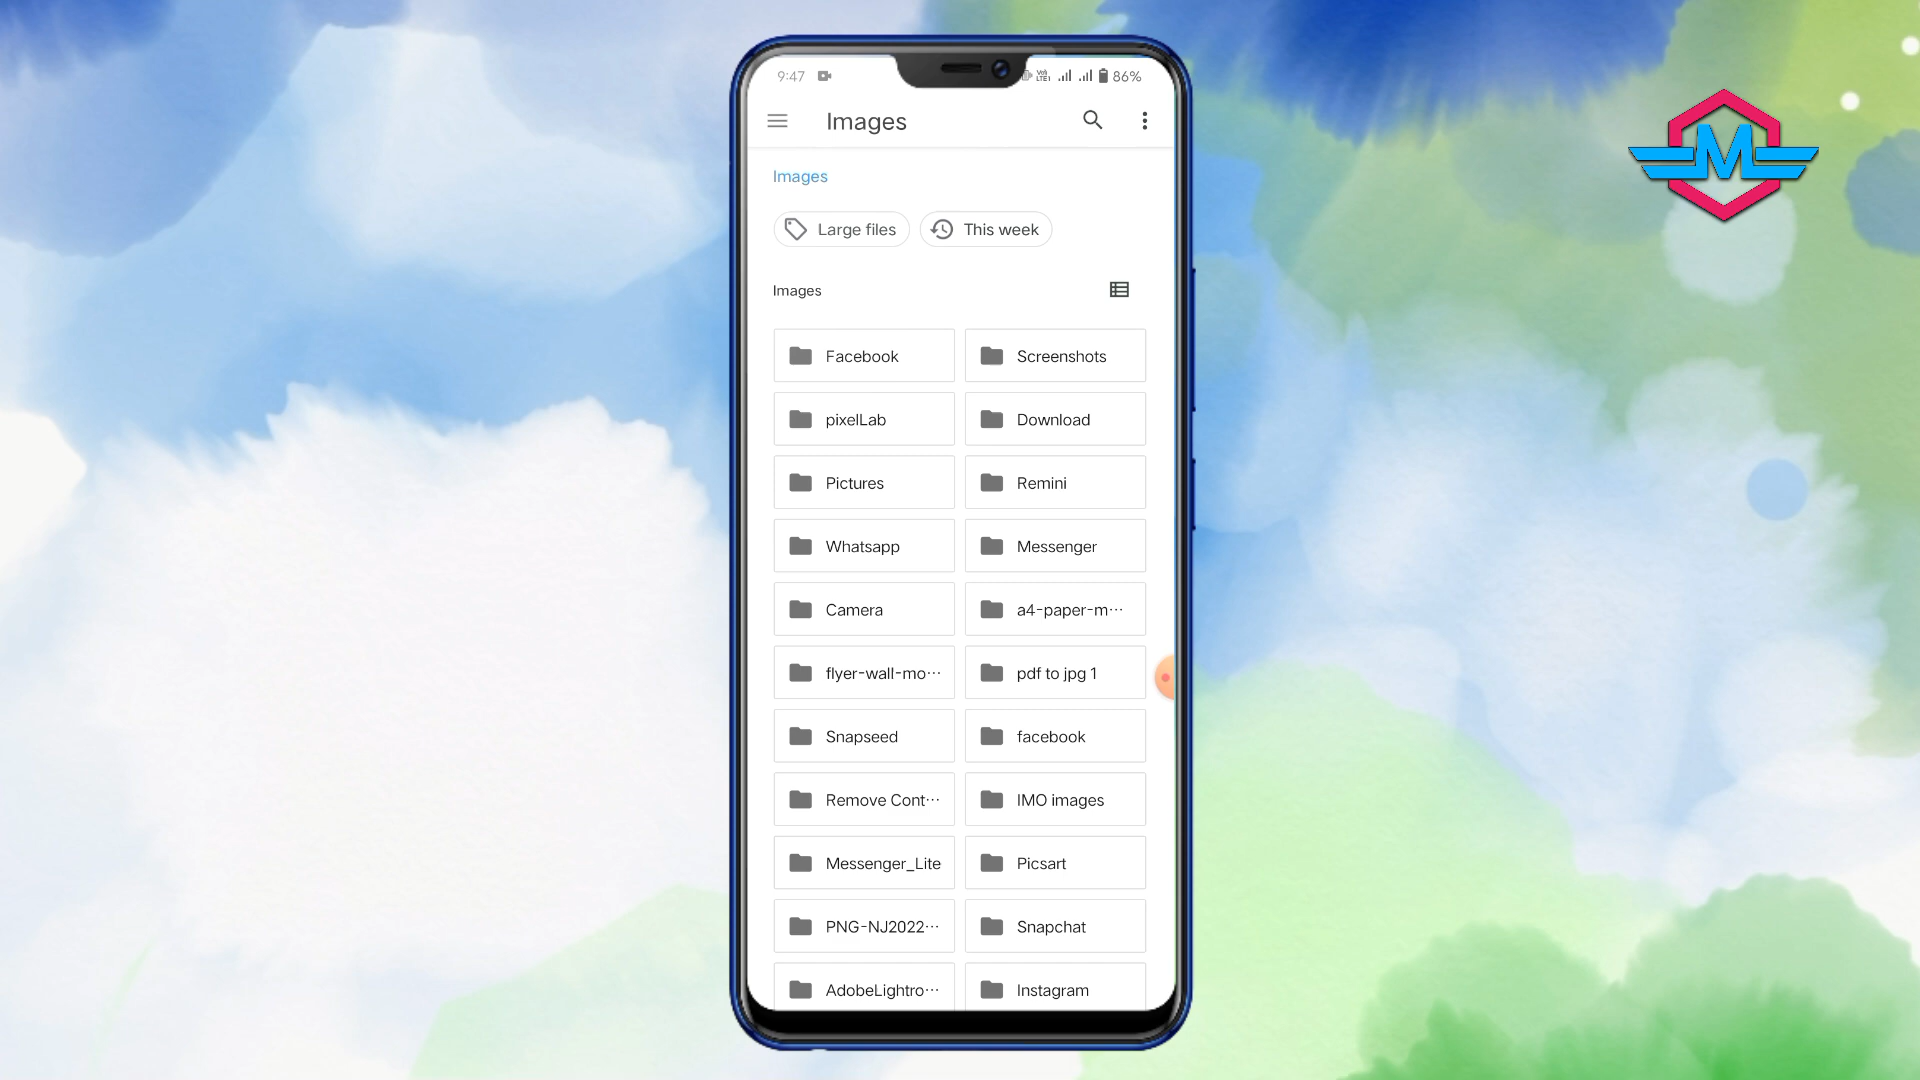 9:47 86%
Images
Images
Large files This week
Images
Facebook Screenshots
pixelLab Download
Pictures Remini
Whatsapp Messenger
Camera a4-paper-m···
flyer-wall-mo··· pdf to jpg 1
Snapseed facebook
Remove Cont··· IMO images
Messenger_Lite Picsart
PNG-NJ2022··· Snapchat
AdobeLightro··· Instagram
M